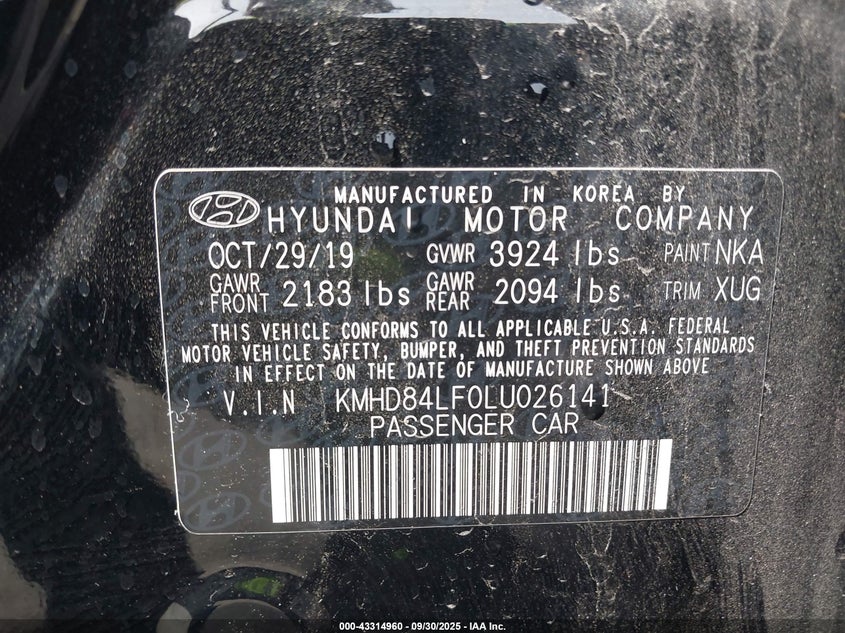 MANUFACTURED IN KOREA BY
HYUNDAI MOTOR COMPANY
OCT/29/19 GVWR 3924 lbs PAINT NKA
GAWR FRONT 2183 lbs GAWR REAR 2094 lbs TRIM XUG
THIS VEHICLE CONFORMS TO ALL APPLICABLE U.S.A. FEDERAL
MOTOR VEHICLE SAFETY, BUMPER, AND THEFT PREVENTION STANDARDS
IN EFFECT ON THE DATE OF MANUFACTURE SHOWN ABOVE
V.I.N KMHD84LF0LU026141
PASSENGER CAR
000-43314960 - 09/30/2025 - IAA Inc.